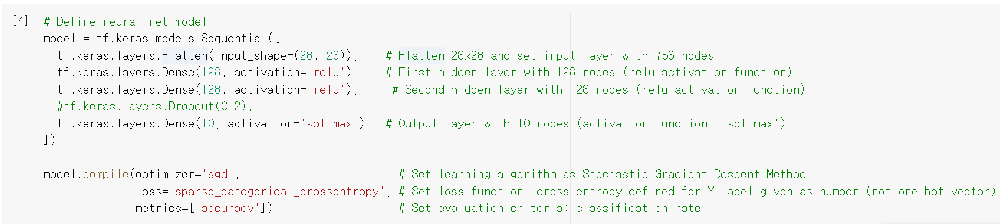 [4] # Define neural net model
model = tf.keras.models.Sequential([
  tf.keras.layers.Flatten(input_shape=(28, 28)),    # Flatten 28x28 and set input layer with 756 nodes
  tf.keras.layers.Dense(128, activation='relu'),    # First hidden layer with 128 nodes (relu activation function)
  tf.keras.layers.Dense(128, activation='relu'),     # Second hidden layer with 128 nodes (relu activation function)
  #tf.keras.layers.Dropout(0.2),
  tf.keras.layers.Dense(10, activation='softmax')   # Output layer with 10 nodes (activation function: 'softmax')
])
model.compile(optimizer='sgd',                       # Set learning algorithm as Stochastic Gradient Descent Method
              loss='sparse_categorical_crossentropy', # Set loss function: cross entropy defined for Y label given as number (not one-hot vector)
              metrics=['accuracy'])                   # Set evaluation criteria: classification rate